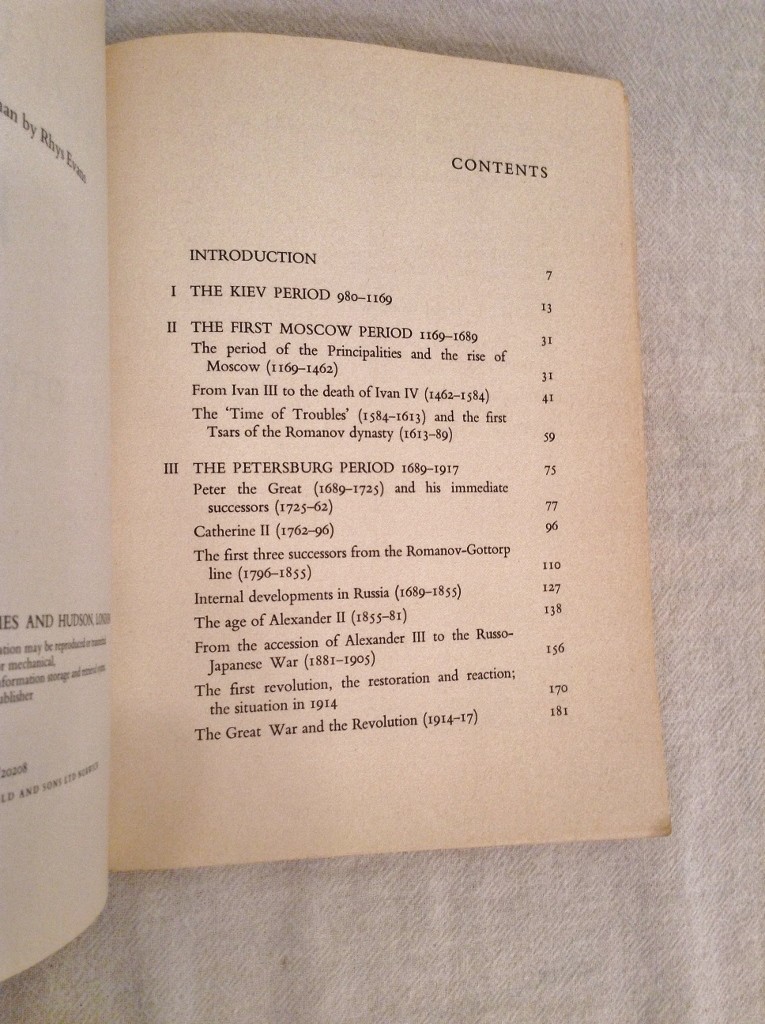 by Rhys Evans
AND HUDSON,
may be reproduced or
mechanical,
storage and
20208
AND SONS LTD
CONTENTS
INTRODUCTION 7
I THE KIEV PERIOD 980–1169 13
II THE FIRST MOSCOW PERIOD 1169–1689 31
The period of the Principalities and the rise of
Moscow (1169–1462) 31
From Ivan III to the death of Ivan IV (1462–1584) 41
The ‘Time of Troubles’ (1584–1613) and the first
Tsars of the Romanov dynasty (1613–89) 59
III THE PETERSBURG PERIOD 1689–1917 75
Peter the Great (1689–1725) and his immediate
successors (1725–62) 77
Catherine II (1762–96) 96
The first three successors from the Romanov-Gottorp
line (1796–1855) 110
Internal developments in Russia (1689–1855) 127
The age of Alexander II (1855–81) 138
From the accession of Alexander III to the Russo-
Japanese War (1881–1905) 156
The first revolution, the restoration and reaction;
the situation in 1914 170
The Great War and the Revolution (1914–17) 181